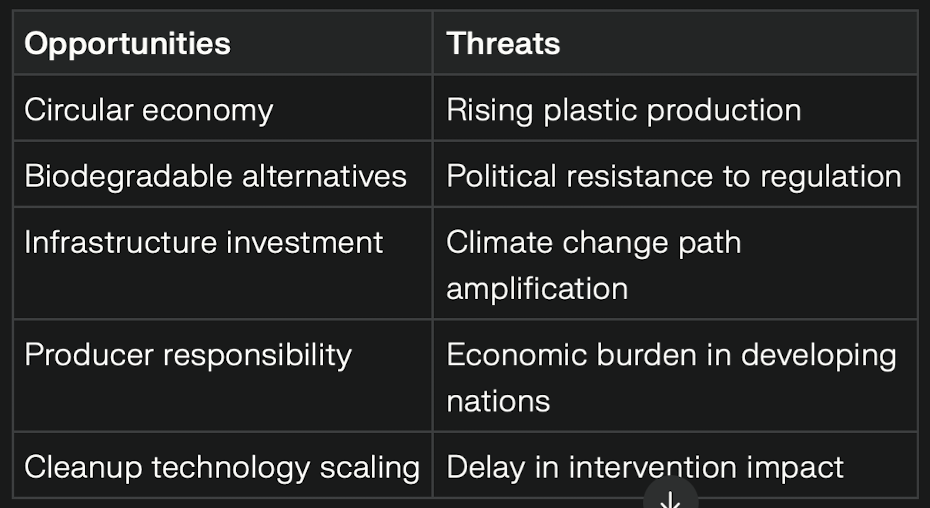 Opportunities
Threats
Circular economy
Rising plastic production
Biodegradable alternatives
Political resistance to regulation
Infrastructure investment
Climate change path
amplification
Producer responsibility
Economic burden in developing
nations
Cleanup technology scaling
Delay in intervention impact